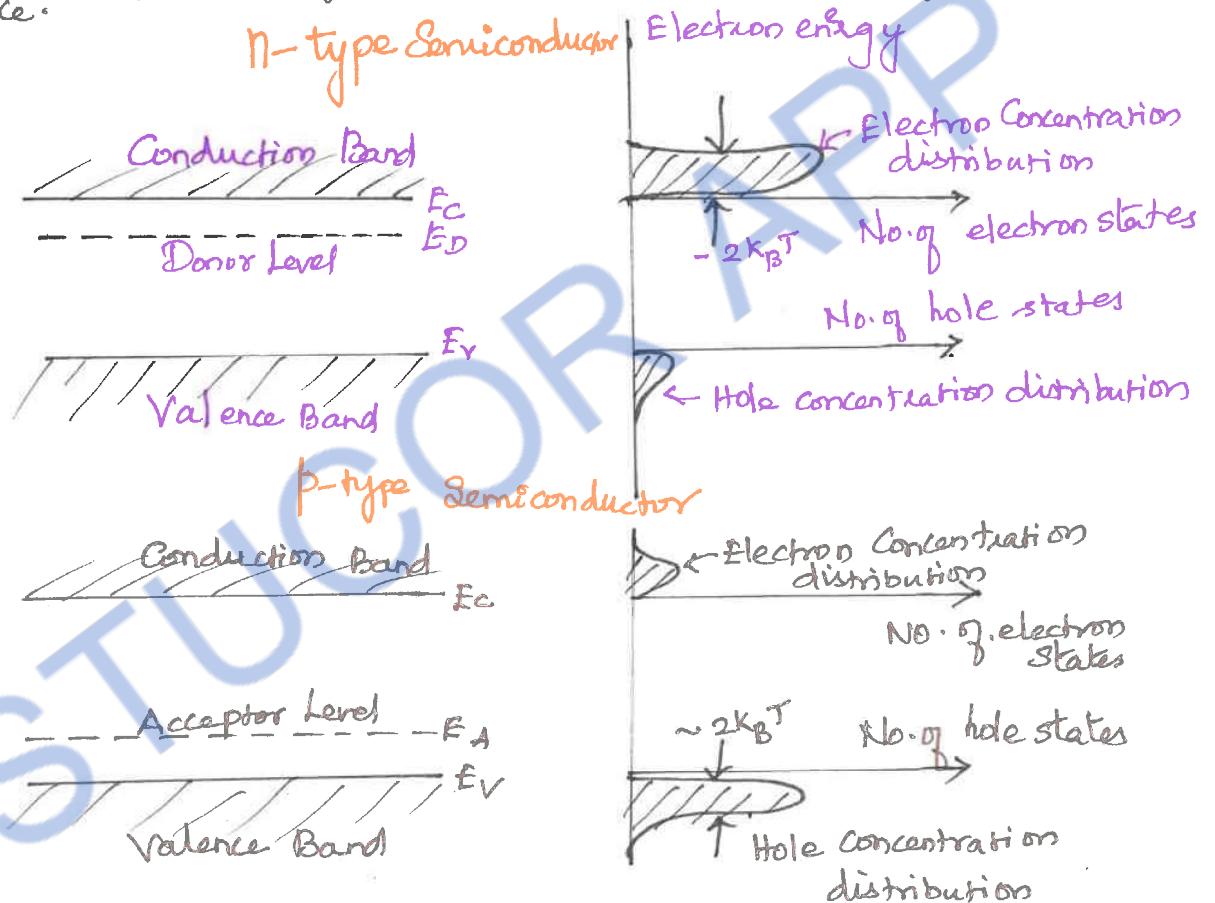 ce.
n-type Semiconductor
Electron energy
Conduction Band
Ec
ED
Donor Level
Ev
Valence Band
Electron Concentration
distribution
No. of electron states
~ 2kBT
No. of hole states
Hole concentration distribution
p-type Semiconductor
Conduction Band
Ec
Acceptor Level
EA
EV
Valence Band
Electron Concentration
distribution
No. of. electron
states
~ 2kBT
No. of hole states
Hole Concentration
distribution
STUCOR APP